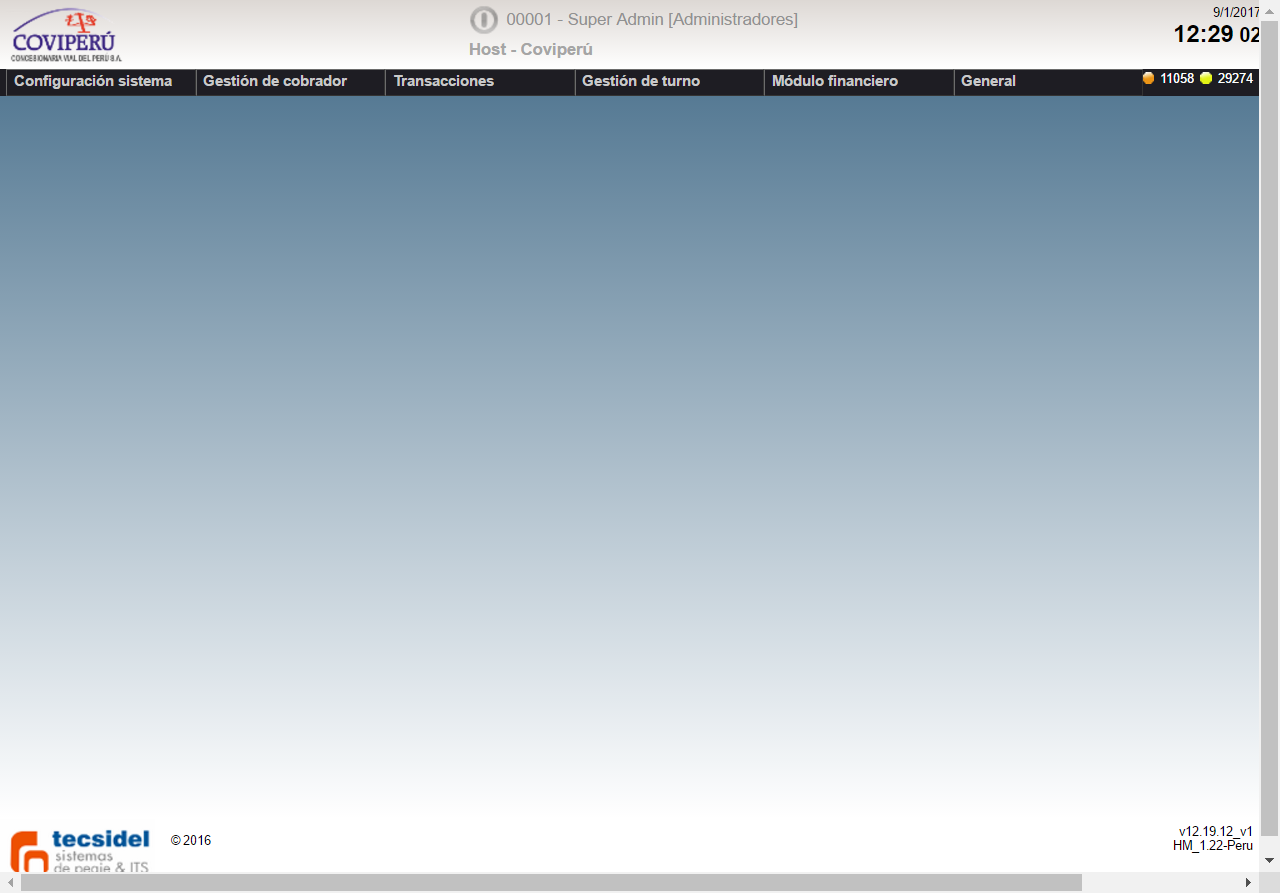 COVIPERÚ
CONCESIONARIA VIAL DEL PERÚ S.A.
00001 - Super Admin [Administradores]
Host - Coviperú
9/1/2017
12:29 02
Configuración sistema
Gestión de cobrador
Transacciones
Gestión de turno
Módulo financiero
General
11058
29274
tecsidel
sistemas
de peaje & ITS
© 2016
v12.19.12_v1
HM_1.22-Peru